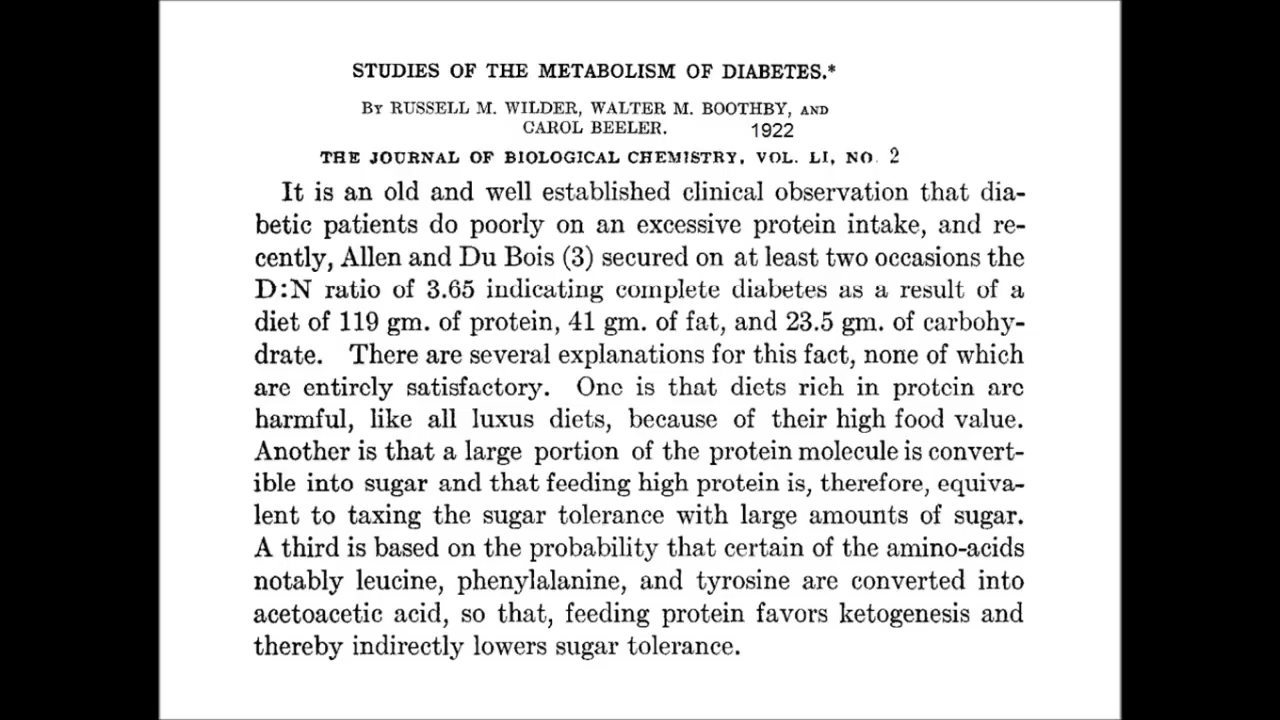 STUDIES OF THE METABOLISM OF DIABETES.*
By RUSSELL M. WILDER, WALTER M. BOOTHBY, AND
CAROL BEELER. 1922
THE JOURNAL OF BIOLOGICAL CHEMISTRY, VOL. LI, NO. 2
It is an old and well established clinical observation that dia-
betic patients do poorly on an excessive protein intake, and re-
cently, Allen and Du Bois (3) secured on at least two occasions the
D:N ratio of 3.65 indicating complete diabetes as a result of a
diet of 119 gm. of protein, 41 gm. of fat, and 23.5 gm. of carbohy-
drate. There are several explanations for this fact, none of which
are entirely satisfactory. One is that diets rich in protein are
harmful, like all luxus diets, because of their high food value.
Another is that a large portion of the protein molecule is convert-
ible into sugar and that feeding high protein is, therefore, equiva-
lent to taxing the sugar tolerance with large amounts of sugar.
A third is based on the probability that certain of the amino-acids
notably leucine, phenylalanine, and tyrosine are converted into
acetoacetic acid, so that, feeding protein favors ketogenesis and
thereby indirectly lowers sugar tolerance.